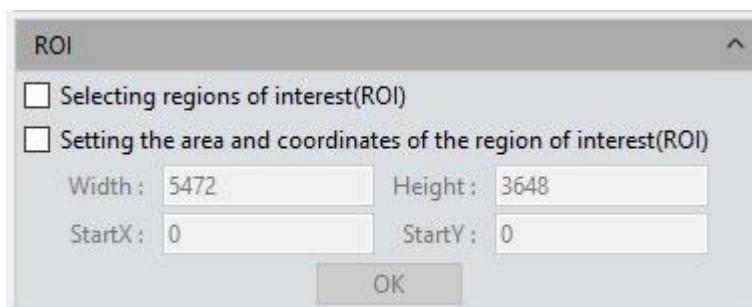 ROI
Selecting regions of interest(ROI)
Setting the area and coordinates of the region of interest(ROI)
Width : 5472 Height : 3648
StartX : 0 StartY : 0
OK